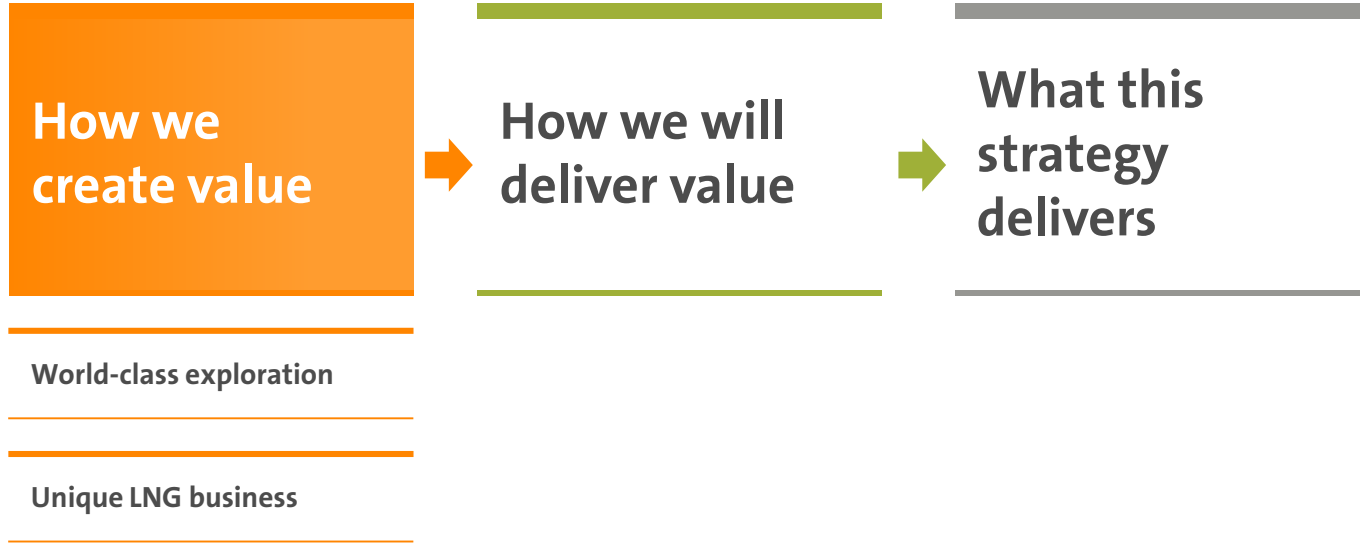 How we
create value
How we will
deliver value
What this
strategy
delivers
World-class exploration
Unique LNG business